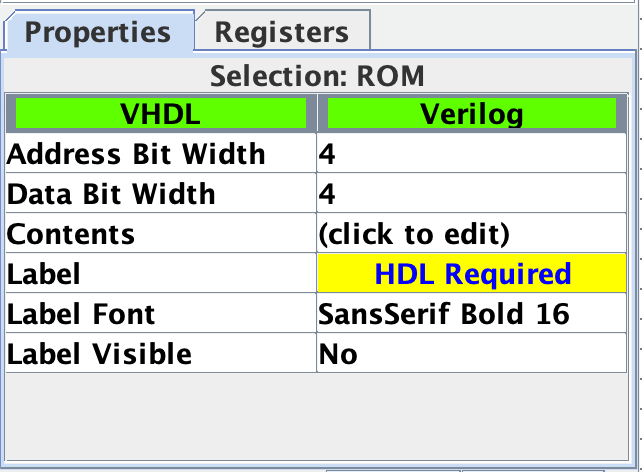 Properties Registers
Selection: ROM
VHDL Verilog
Address Bit Width 4
Data Bit Width 4
Contents (click to edit)
Label HDL Required
Label Font SansSerif Bold 16
Label Visible No